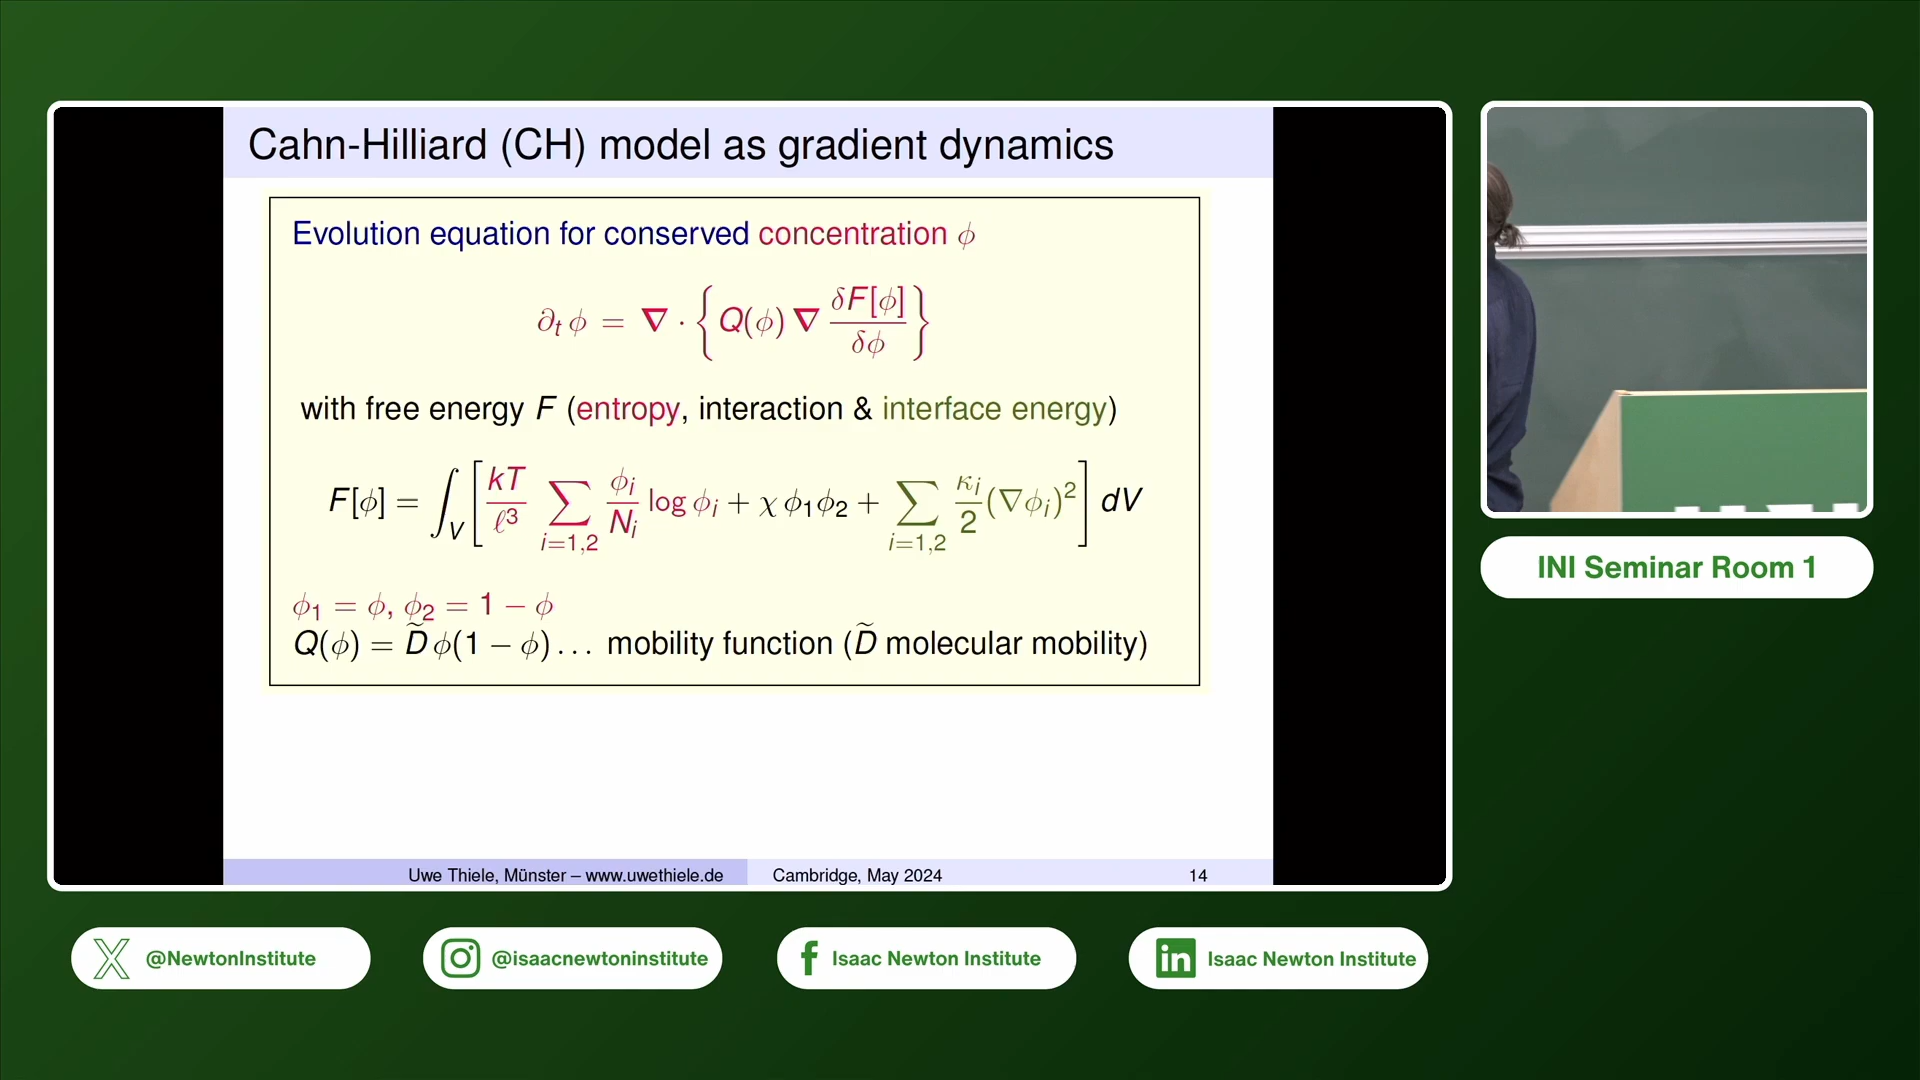 Cahn-Hilliard (CH) model as gradient dynamics
Evolution equation for conserved concentration ϕ
∂ₜ ϕ = ∇ · { Q(ϕ) ∇ δF[ϕ] / δϕ }
with free energy F (entropy, interaction & interface energy)
F[ϕ] = ∫_V [ kT/ℓ³ ∑_{i=1,2} ϕᵢ/Nᵢ log ϕᵢ + χ ϕ₁ϕ₂ + ∑_{i=1,2} κᵢ/2 (∇ϕᵢ)² ] dV
ϕ₁ = ϕ, ϕ₂ = 1 − ϕ
Q(ϕ) = D̃ ϕ(1 − ϕ) … mobility function (D̃ molecular mobility)
Uwe Thiele, Münster – www.uwethiele.de Cambridge, May 2024 14
INI Seminar Room 1
@NewtonInstitute
@isaacnewtoninstitute
Isaac Newton Institute
Isaac Newton Institute